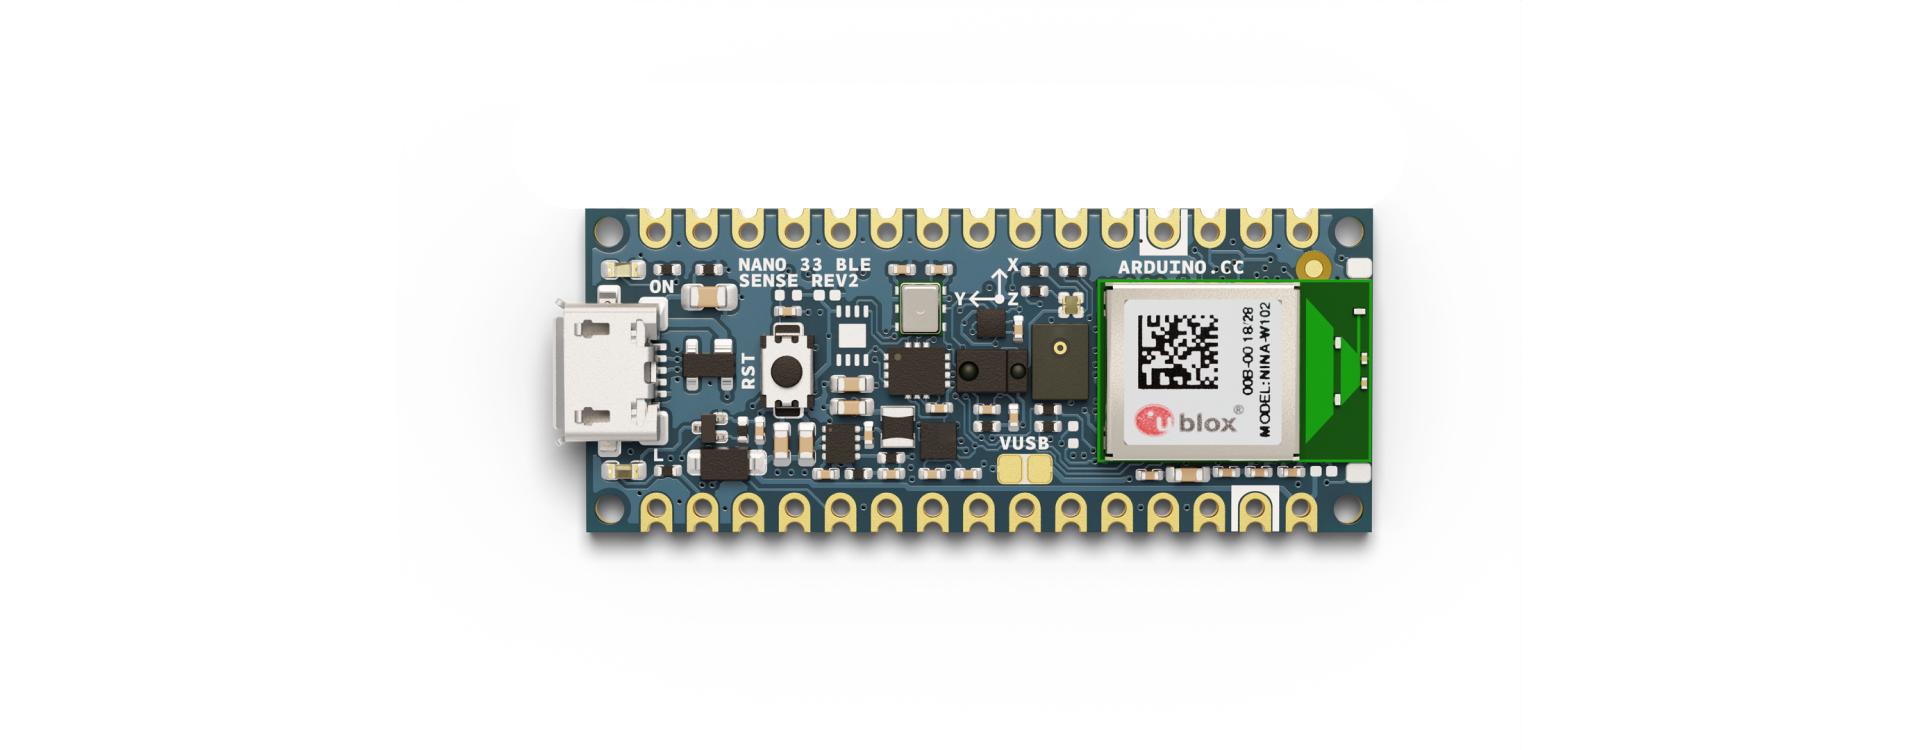 NANO 33 BLE
SENSE REV2
ON
X
Y
Z
ARDUINO.CC
RST
L
VUSB
u blox®
00B-00 18/28
MODEL:NINA-W102